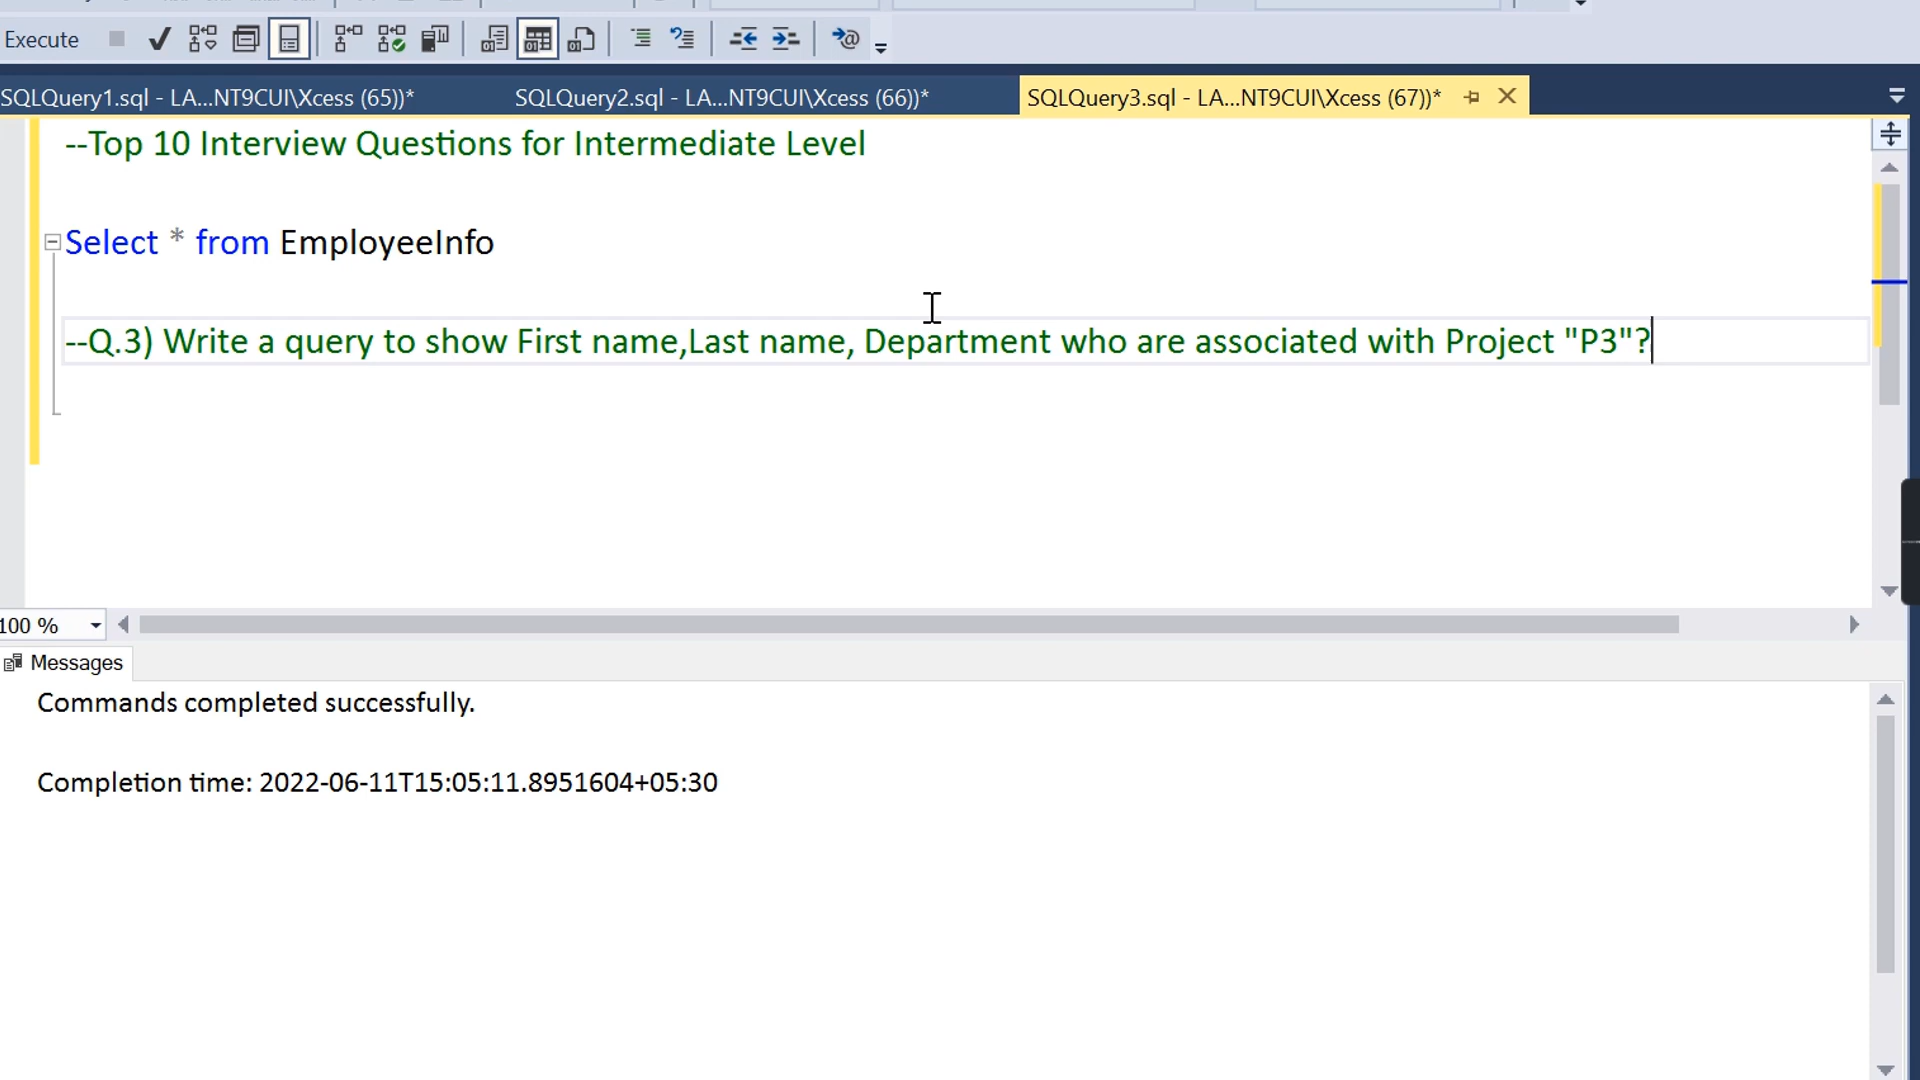 Execute
SQLQuery1.sql - LA...NT9CUI\Xcess (65))*
SQLQuery2.sql - LA...NT9CUI\Xcess (66))*
SQLQuery3.sql - LA...NT9CUI\Xcess (67))*
--Top 10 Interview Questions for Intermediate Level
Select * from EmployeeInfo
--Q.3) Write a query to show First name,Last name, Department who are associated with Project "P3"?
100 %
Messages
Commands completed successfully.
Completion time: 2022-06-11T15:05:11.8951604+05:30